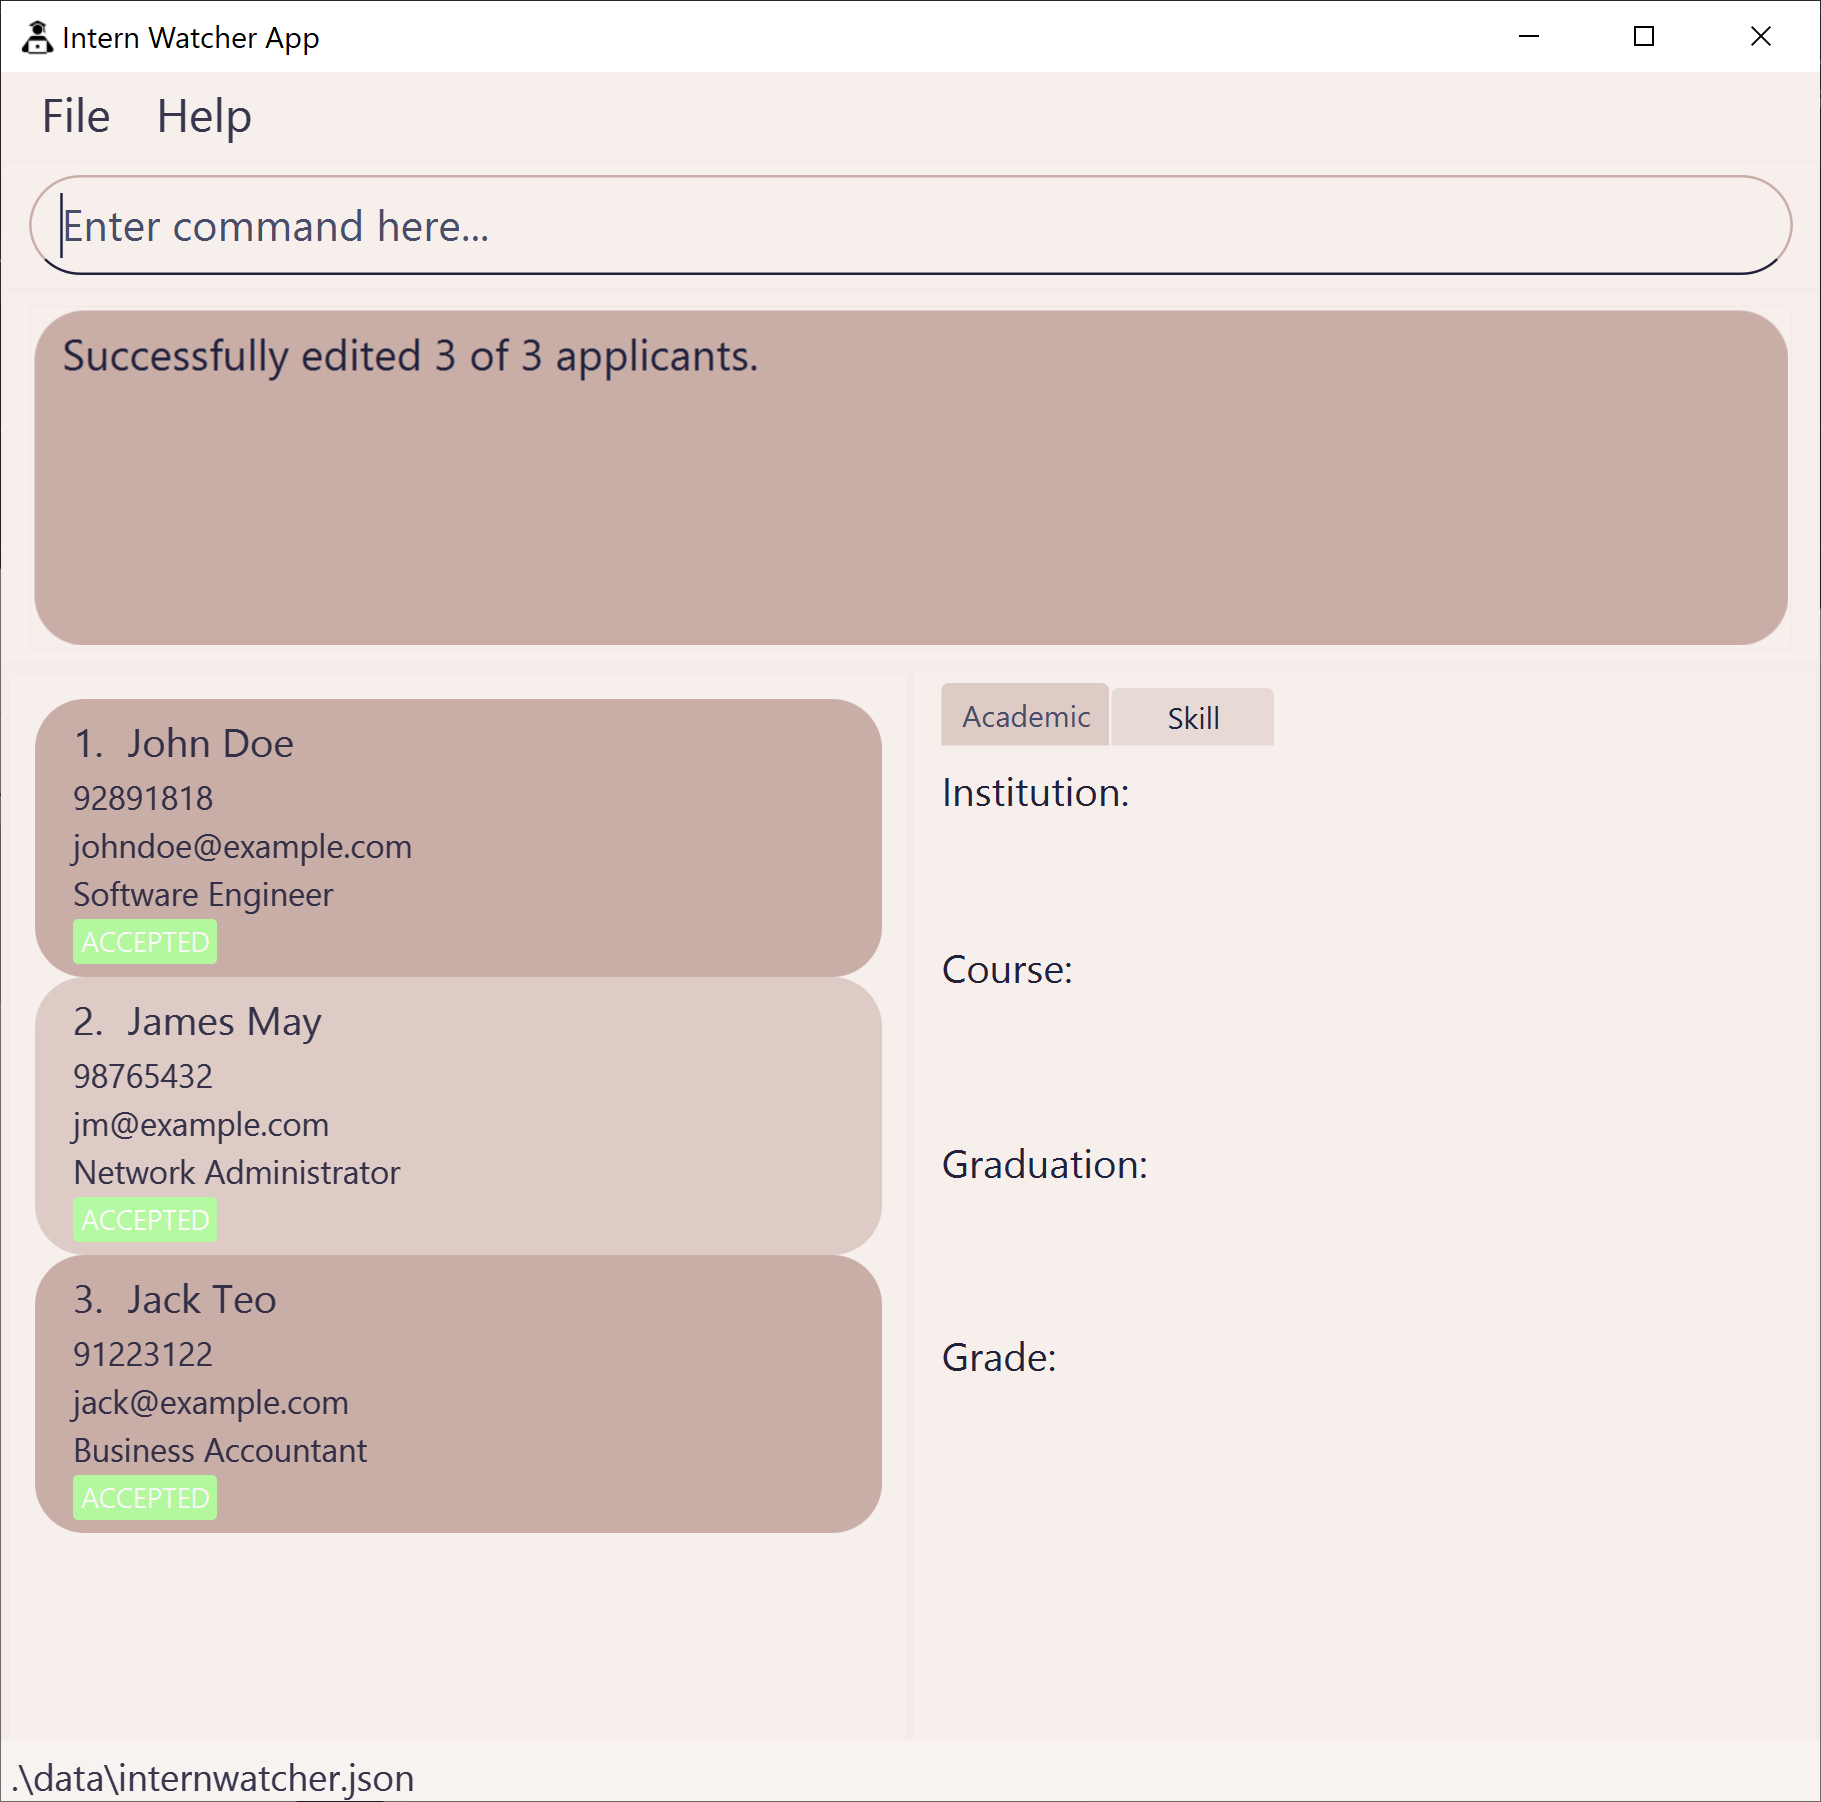 Intern Watcher App
File Help
Enter command here...
Successfully edited 3 of 3 applicants.
1. John Doe
92891818
johndoe@example.com
Software Engineer
ACCEPTED
2. James May
98765432
jm@example.com
Network Administrator
ACCEPTED
3. Jack Teo
91223122
jack@example.com
Business Accountant
ACCEPTED
Academic Skill
Institution:
Course:
Graduation:
Grade:
.\data\internwatcher.json